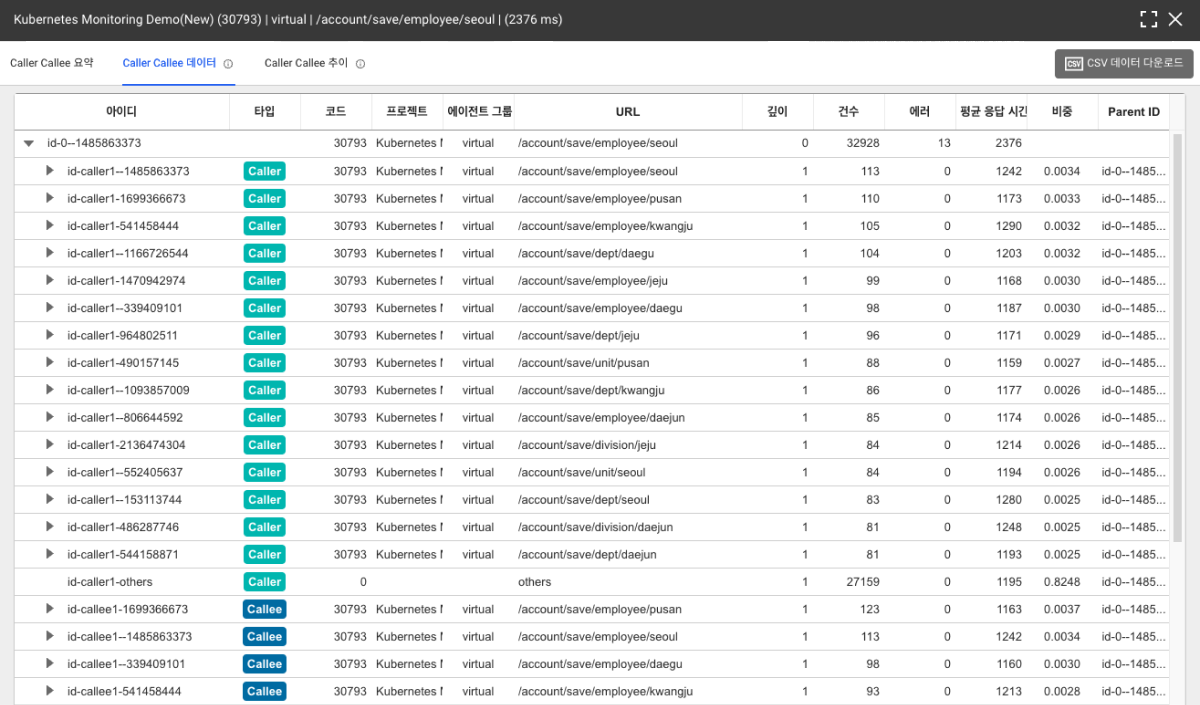 Kubernetes Monitoring Demo(New) (30793) | virtual | /account/save/employee/seoul | (2376 ms)
Caller Callee 요약 Caller Callee 데이터 Caller Callee 추이 CSV CSV 데이터 다운로드
아이디 타입 코드 프로젝트 에이전트 그룹 URL 깊이 건수 에러 평균 응답 시간 비중 Parent ID
id-0--1485863373 30793 Kubernetes virtual /account/save/employee/seoul 0 32928 13 2376
id-caller1--1485863373 Caller 30793 Kubernetes virtual /account/save/employee/seoul 1 113 0 1242 0.0034 id-0--1485...
id-caller1-1699366673 Caller 30793 Kubernetes virtual /account/save/employee/pusan 1 110 0 1173 0.0033 id-0--1485...
id-caller1-541458444 Caller 30793 Kubernetes virtual /account/save/employee/kwangju 1 105 0 1290 0.0032 id-0--1485...
id-caller1--1166726544 Caller 30793 Kubernetes virtual /account/save/dept/daegu 1 104 0 1203 0.0032 id-0--1485...
id-caller1-1470942974 Caller 30793 Kubernetes virtual /account/save/employee/jeju 1 99 0 1168 0.0030 id-0--1485...
id-caller1--339409101 Caller 30793 Kubernetes virtual /account/save/employee/daegu 1 98 0 1187 0.0030 id-0--1485...
id-caller1-964802511 Caller 30793 Kubernetes virtual /account/save/dept/jeju 1 96 0 1171 0.0029 id-0--1485...
id-caller1-490157145 Caller 30793 Kubernetes virtual /account/save/unit/pusan 1 88 0 1159 0.0027 id-0--1485...
id-caller1--1093857009 Caller 30793 Kubernetes virtual /account/save/dept/kwangju 1 86 0 1177 0.0026 id-0--1485...
id-caller1--806644592 Caller 30793 Kubernetes virtual /account/save/employee/daejun 1 85 0 1174 0.0026 id-0--1485...
id-caller1-2136474304 Caller 30793 Kubernetes virtual /account/save/division/jeju 1 84 0 1214 0.0026 id-0--1485...
id-caller1--552405637 Caller 30793 Kubernetes virtual /account/save/unit/seoul 1 84 0 1194 0.0026 id-0--1485...
id-caller1--153113744 Caller 30793 Kubernetes virtual /account/save/dept/seoul 1 83 0 1280 0.0025 id-0--1485...
id-caller1-486287746 Caller 30793 Kubernetes virtual /account/save/division/daejun 1 81 0 1248 0.0025 id-0--1485...
id-caller1-544158871 Caller 30793 Kubernetes virtual /account/save/dept/daejun 1 81 0 1193 0.0025 id-0--1485...
id-caller1-others Caller 0 others 1 27159 0 1195 0.8248 id-0--1485...
id-callee1-1699366673 Callee 30793 Kubernetes virtual /account/save/employee/pusan 1 123 0 1163 0.0037 id-0--1485...
id-callee1--1485863373 Callee 30793 Kubernetes virtual /account/save/employee/seoul 1 113 0 1242 0.0034 id-0--1485...
id-callee1--339409101 Callee 30793 Kubernetes virtual /account/save/employee/daegu 1 98 0 1160 0.0030 id-0--1485...
id-callee1-541458444 Callee 30793 Kubernetes virtual /account/save/employee/kwangju 1 93 0 1213 0.0028 id-0--1485...